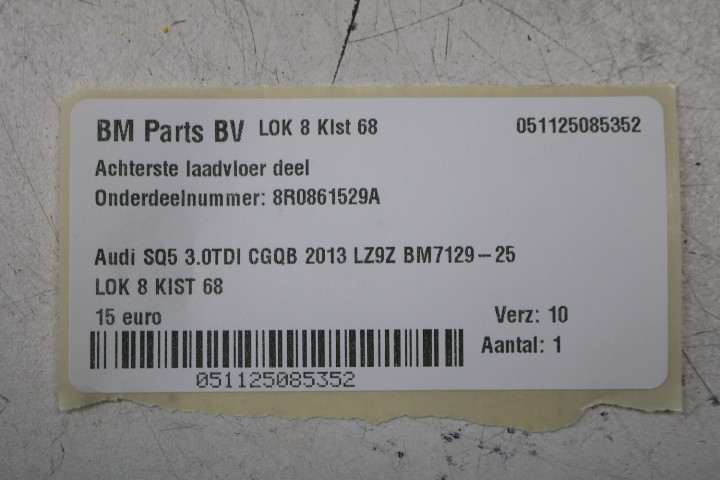 BM Parts BV LOK 8 KIst 68 051125085352
Achterste laadvloer deel
Onderdeelnummer: 8R0861529A
Audi SQ5 3.0TDI CGQB 2013 LZ9Z BM7129-25
LOK 8 KIST 68
15 euro Verz: 10
Aantal: 1
051125085352